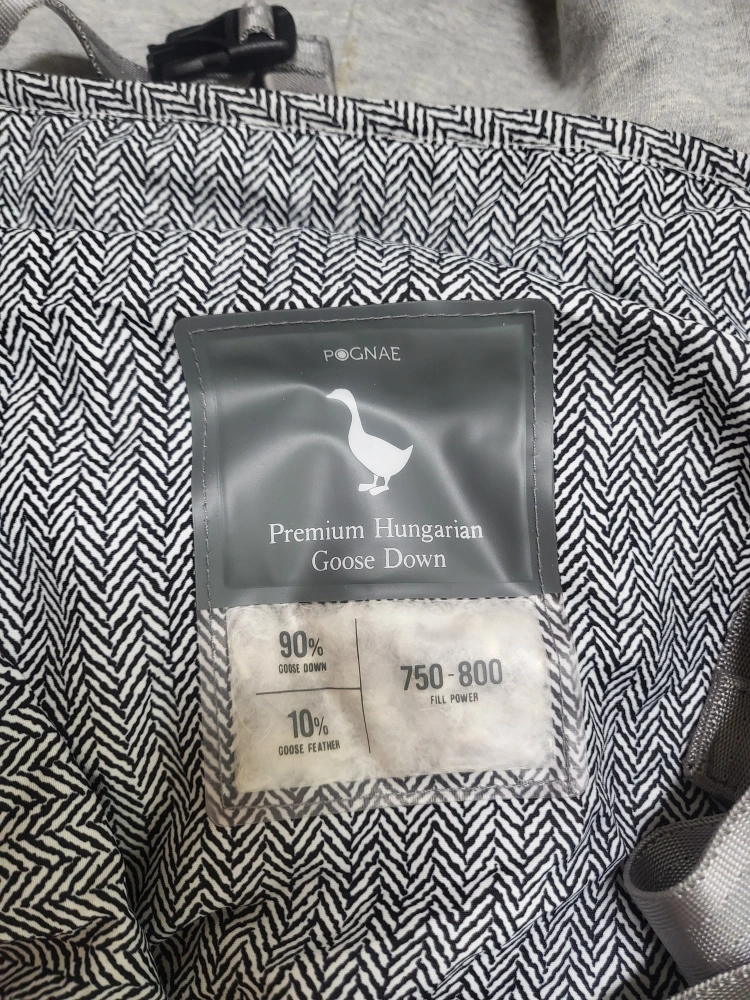 POGNAE
Premium Hungarian
Goose Down
90%
GOOSE DOWN
10%
GOOSE FEATHER
750-800
FILL POWER